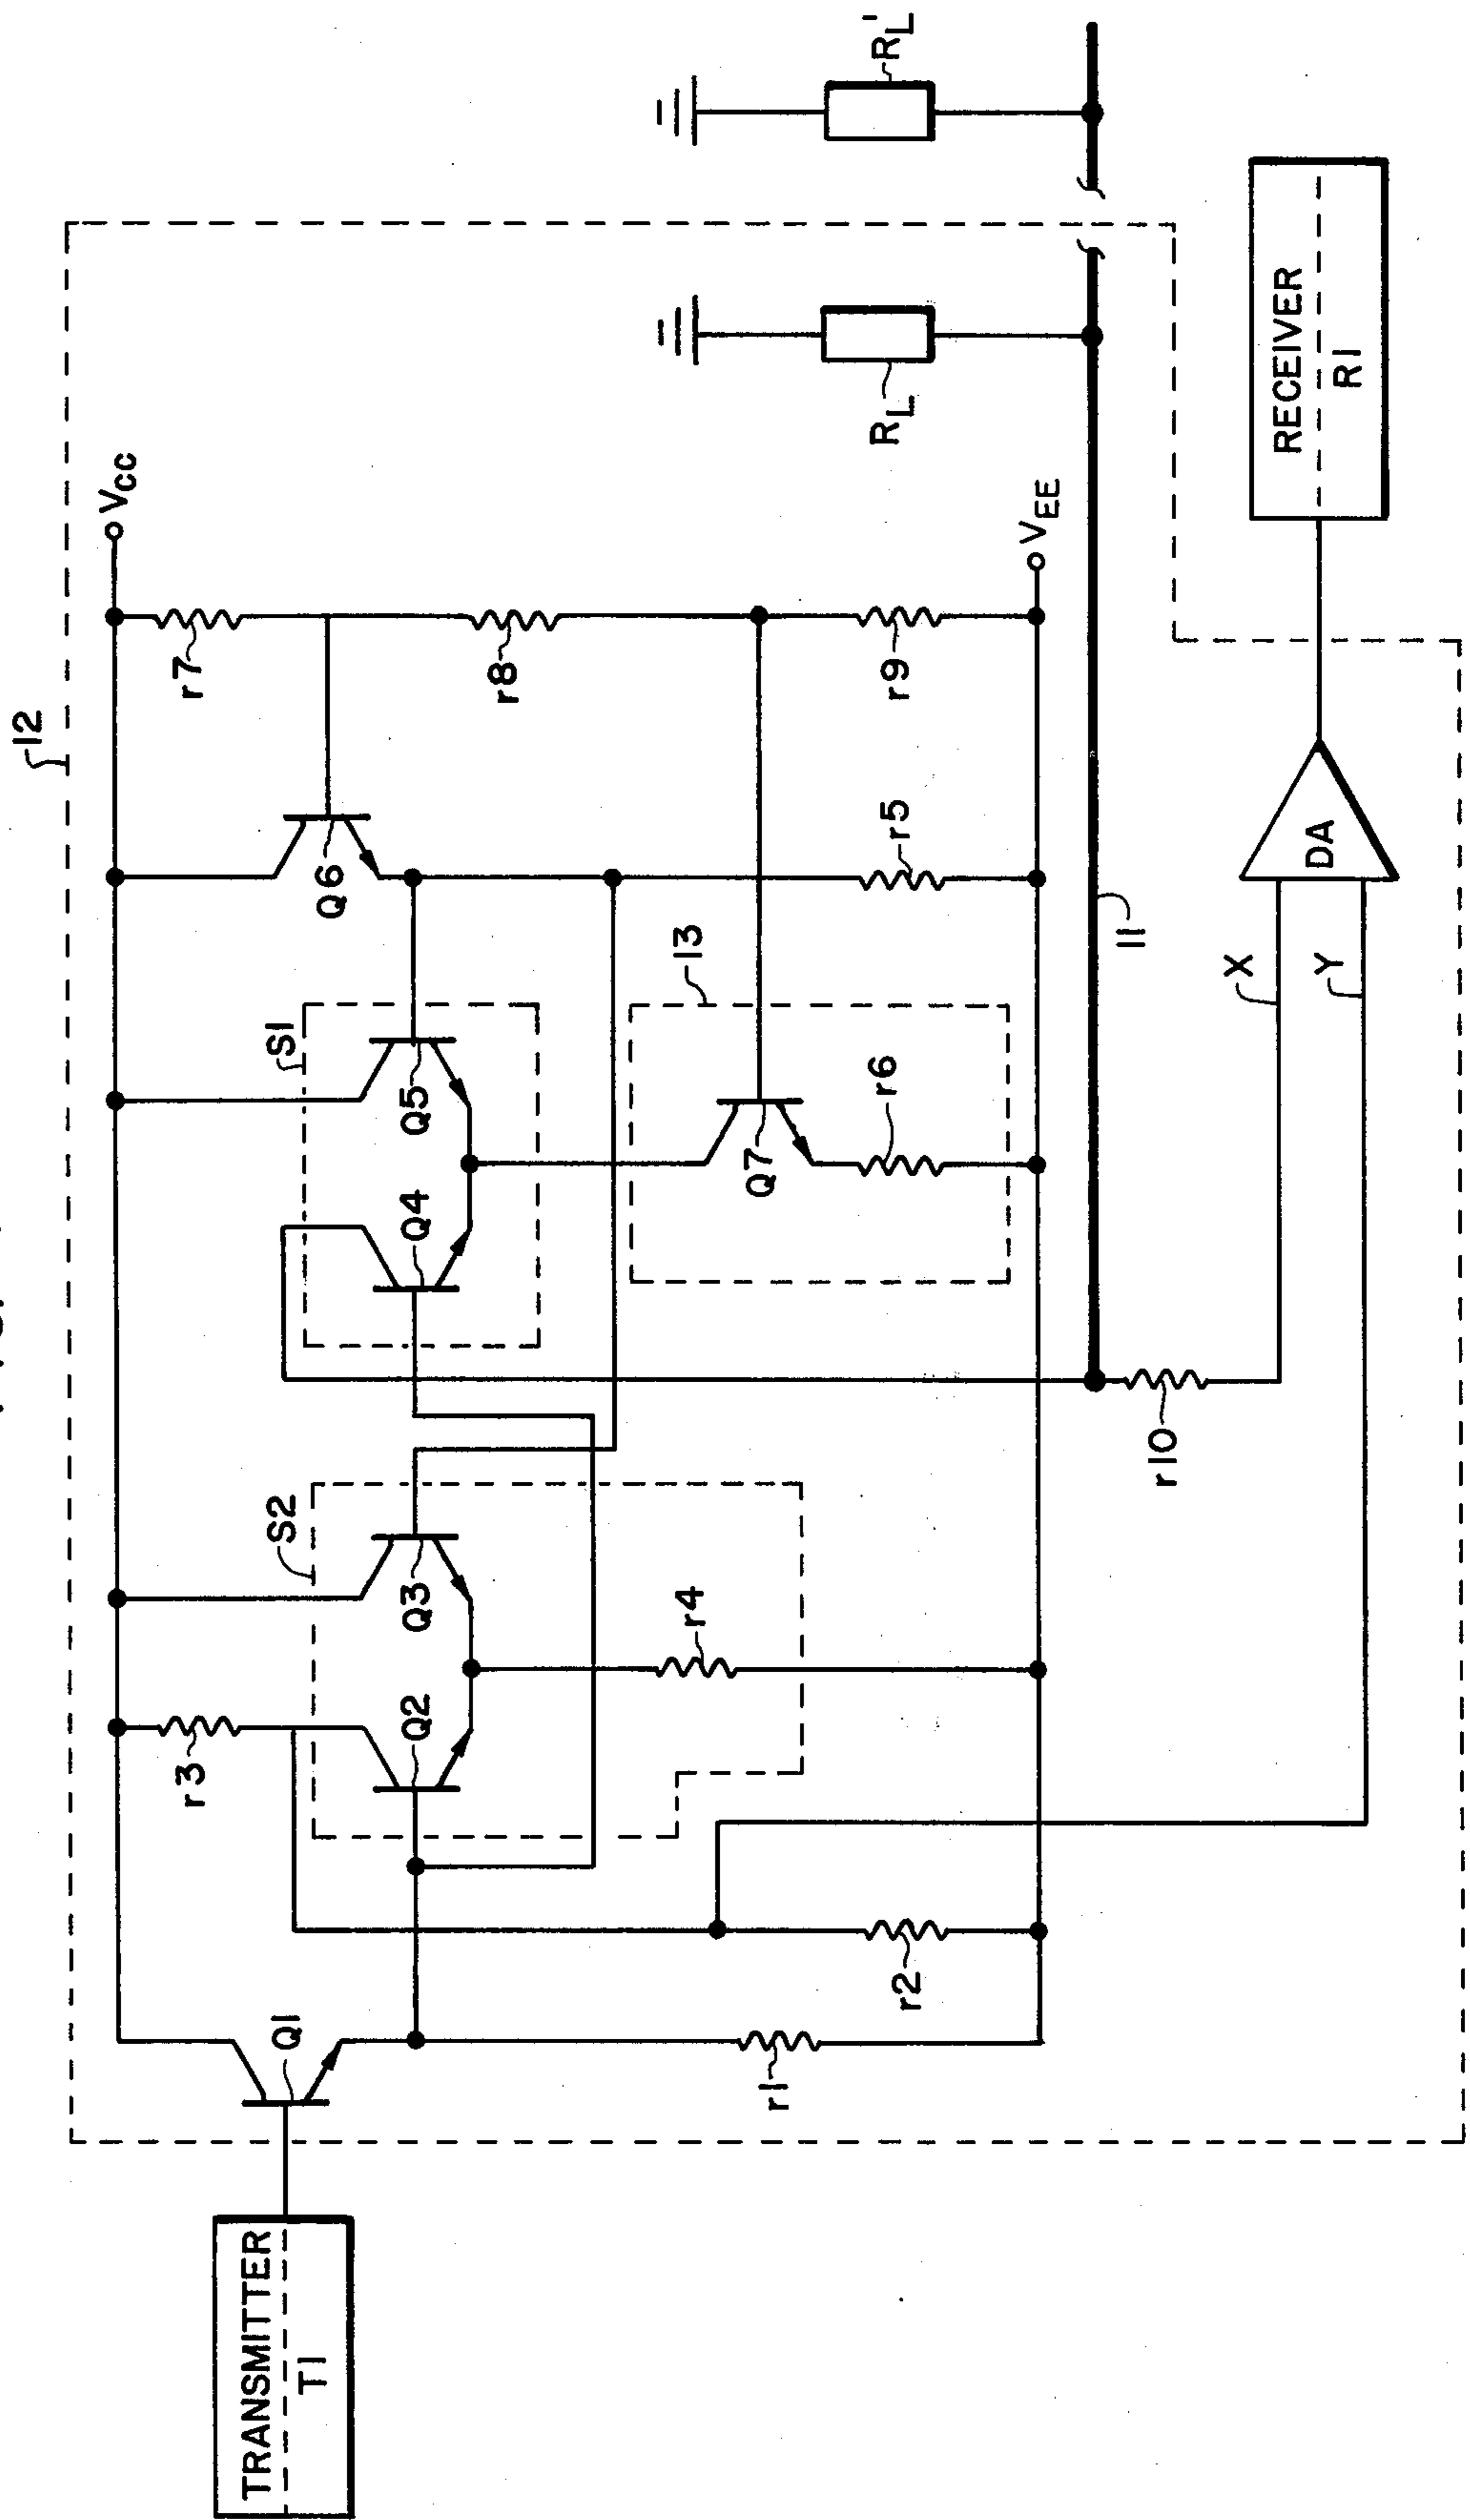 12
VCC
r7
Q6
r8
S1
Q5
Q4
13
Q7
r6
r5
r9
VEE
RL
RL'
S2
Q3
Q2
r3
r4
Q1
r1
r2
r10
11
X
Y
DA
TRANSMITTER
T1
RECEIVER
R1